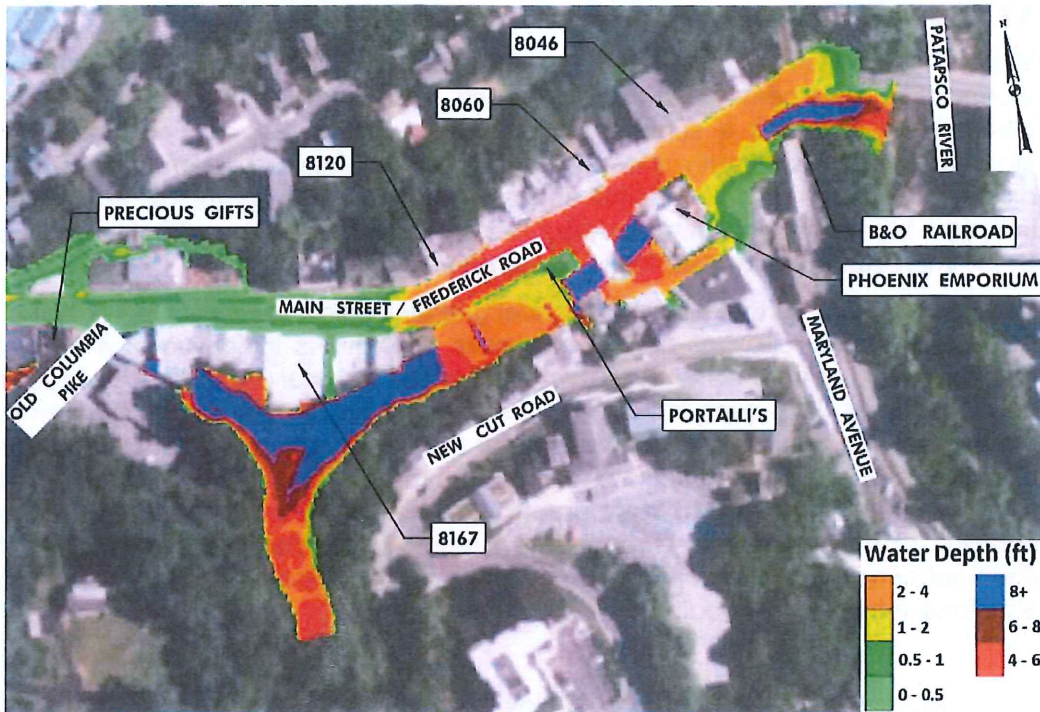 8046
PATAPSCO RIVER
N
8060
8120
PRECIOUS GIFTS
B&O RAILROAD
MAIN STREET / FREDERICK ROAD
PHOENIX EMPORIUM
OLD COLUMBIA
PIKE
MARYLAND AVENUE
NEW CUT ROAD
PORTALLI'S
8167
Water Depth (ft)
2 - 4
8+
1 - 2
6 - 8
0.5 - 1
4 - 6
0 - 0.5